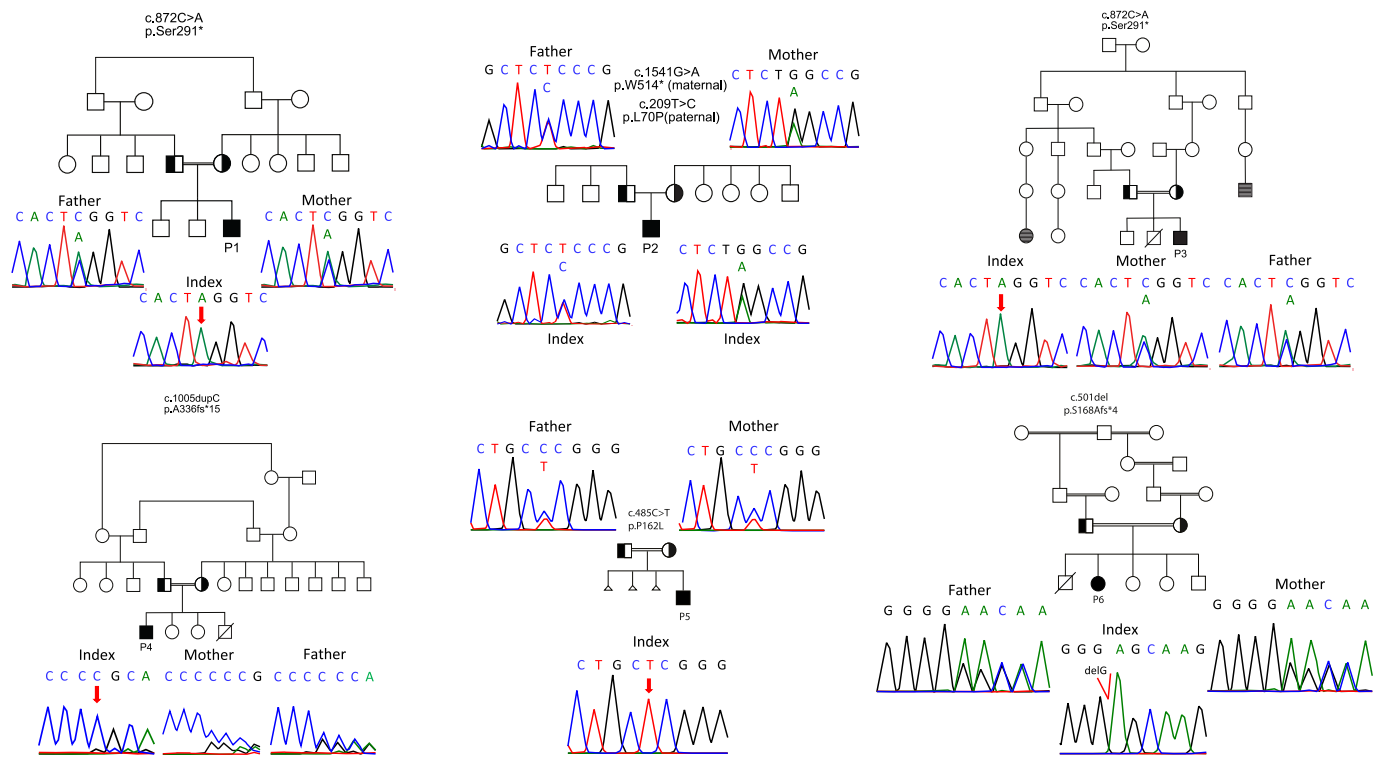 c.872C>A
p.Ser291*
Father
C A C T C G G T C
A
Mother
C A C T C G G T C
A
P1
Index
C A C T A G G T C
Father
G C T C T C C C G
C
c.1541G>A
p.W514* (maternal)
c.209T>C
p.L70P(paternal)
Mother
C T C T G G C C G
A
P2
G C T C T C C C G
C
Index
C T C T G G C C G
A
Index
c.872C>A
p.Ser291*
P3
Index
C A C T A G G T C
Mother
C A C T C G G T C
A
Father
C A C T C G G T C
A
c.1005dupC
p.A336fs*15
P4
Index
C C C C G C A
Mother
C C C C C C G
Father
C C C C C C A
Father
C T G C C C G G G
T
Mother
C T G C C C G G G
T
c.485C>T
p.P162L
P5
Index
C T G C T C G G G
c.501del
p.S168Afs*4
P6
Father
G G G G A A C A A
Mother
G G G G A A C A A
Index
G G G A G C A A G
delG